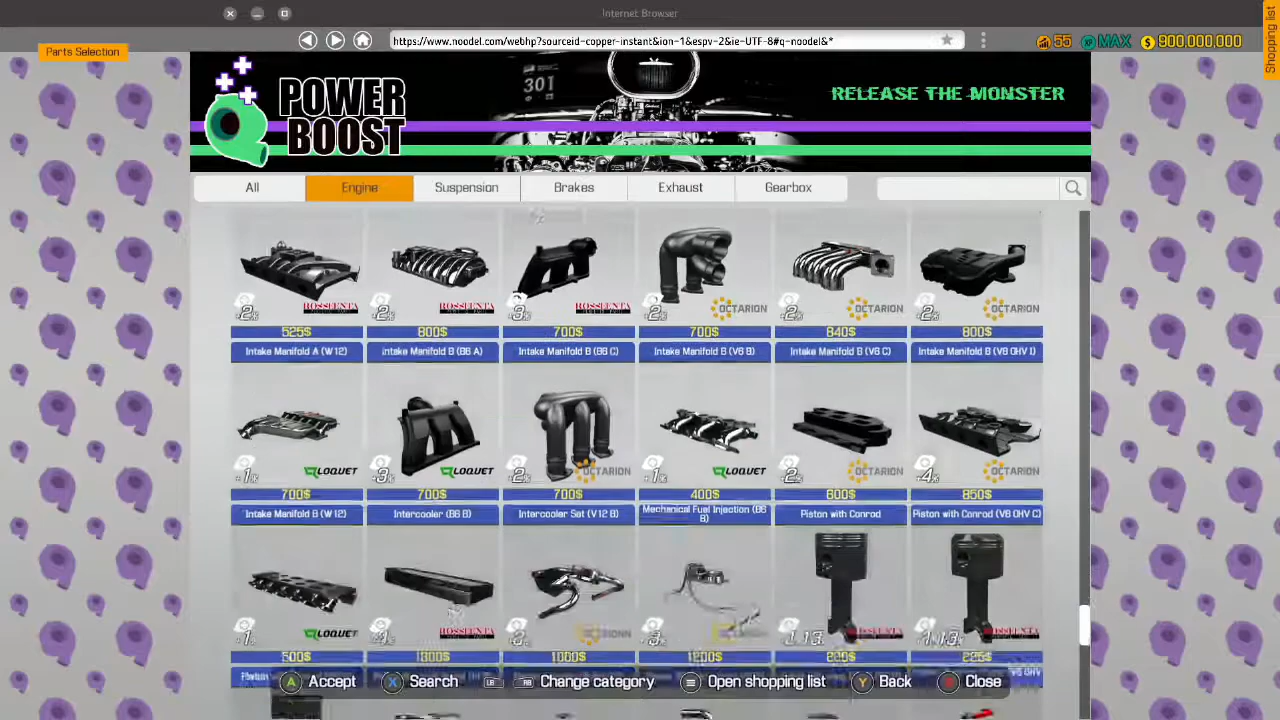 Internet Browser
https://www.noodel.com/webhp?sourceid-copper-instant&ion-1&espv-2&ie-UTF-8#q-noodel&*
55 MAX $ 900,000,000
Shopping list
Parts Selection
POWER BOOST
301
RELEASE THE MONSTER
All Engine Suspension Brakes Exhaust Gearbox
OCTARION OCTARION OCTARION
525$ 800$ 700$ 700$ 840$ 800$
Intake Manifold A (W12) Intake Manifold B (B6 A) Intake Manifold B (B6 C) Intake Manifold B (V6 B) Intake Manifold B (V6 C) Intake Manifold B (V8 OHV I)
LOQUET LOQUET OCTARION LOQUET OCTARION OCTARION
700$ 700$ 700$ 400$ 600$ 850$
Intake Manifold B (W12) Intercooler (B6 B) Intercooler Set (V12 B) Mechanical Fuel Injection (B6 B) Piston with Conrod Piston with Conrod (V8 OHV C)
LOQUET
500$ 1000$ 1200$
A Accept X Search LB RB Change category Open shopping list Y Back Close